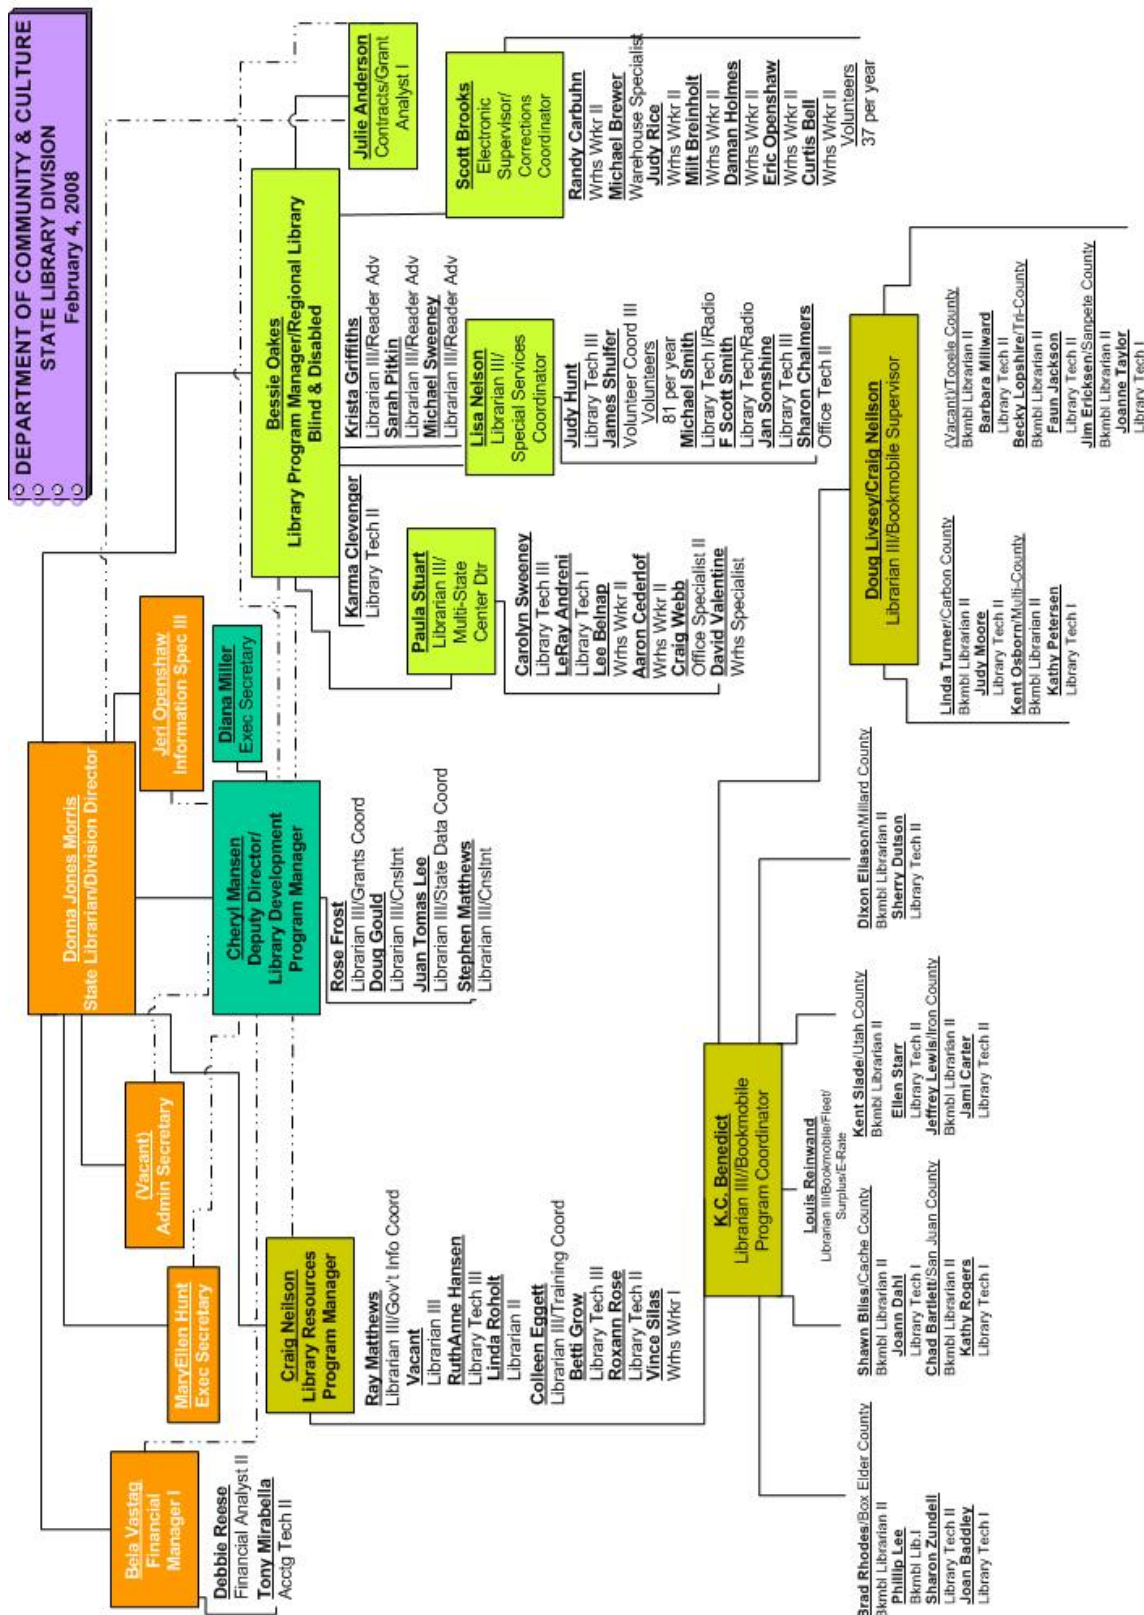 DEPARTMENT OF COMMUNITY & CULTURE
STATE LIBRARY DIVISION
February 4, 2008
Donna Jones Morris
State Librarian/Division Director
Bela Vastag
Financial
Manager I
Debbie Reese
Financial Analyst II
Tony Mirabella
Acctg Tech II
MaryEllen Hunt
Exec Secretary
(Vacant)
Admin Secretary
Jeri Openshaw
Information Spec III
Cheryl Mansen
Deputy Director/
Library Development
Program Manager
Diana Miller
Exec Secretary
Rose Frost
Librarian III/Grants Coord
Doug Gould
Librarian III/Cnsltnt
Juan Tomas Lee
Librarian III/State Data Coord
Stephen Matthews
Librarian III/Cnsltnt
Craig Neilson
Library Resources
Program Manager
Ray Matthews
Librarian III/Gov't Info Coord
Vacant
Librarian III
RuthAnne Hansen
Library Tech III
Linda Roholt
Librarian II
Colleen Eggett
Librarian III/Training Coord
Betti Grow
Library Tech III
Roxann Rose
Library Tech II
Vince Silas
Wrhs Wrkr I
Bessie Oakes
Library Program Manager/Regional Library
Blind & Disabled
Julie Anderson
Contracts/Grant
Analyst I
Karma Clevenger
Library Tech II
Krista Griffiths
Librarian III/Reader Adv
Sarah Pitkin
Librarian III/Reader Adv
Michael Sweeney
Librarian III/Reader Adv
Paula Stuart
Librarian III/
Multi-State
Center Dtr
Carolyn Sweeney
Library Tech III
LeRay Andreni
Library Tech I
Lee Belnap
Wrhs Wrkr II
Aaron Cederlof
Wrhs Wrkr II
Craig Webb
Office Specialist II
David Valentine
Wrhs Specialist
Lisa Nelson
Librarian III/
Special Services
Coordinator
Judy Hunt
Library Tech III
James Shulfer
Volunteer Coord III
Volunteers
81 per year
Michael Smith
Library Tech I/Radio
F Scott Smith
Library Tech/Radio
Jan Sonshine
Library Tech III
Sharon Chalmers
Office Tech II
Scott Brooks
Electronic
Supervisor/
Corrections
Coordinator
Randy Carbuhn
Wrhs Wrkr II
Michael Brewer
Warehouse Specialist
Judy Rice
Wrhs Wrkr II
Milt Breinholt
Wrhs Wrkr II
Daman Holmes
Wrhs Wrkr II
Eric Openshaw
Wrhs Wrkr II
Curtis Bell
Wrhs Wrkr II
Volunteers
37 per year
K.C. Benedict
Librarian III/Bookmobile
Program Coordinator
Louis Reinwand
Librarian III/Bookmobile/Fleet/
Surplus/E-Rate
Brad Rhodes/Box Elder County
Bkmbl Librarian II
Phillip Lee
Bkmbl Lib.I
Sharon Zundell
Library Tech II
Joan Baddley
Library Tech I
Shawn Bliss/Cache County
Bkmbl Librarian II
Joann Dahl
Library Tech I
Chad Bartlett/San Juan County
Bkmbl Librarian II
Kathy Rogers
Library Tech I
Kent Slade/Utah County
Bkmbl Librarian II
Ellen Starr
Library Tech II
Jeffrey Lewis/Iron County
Bkmbl Librarian II
Jami Carter
Library Tech II
Dixon Eliason/Millard County
Bkmbl Librarian II
Sherry Dutson
Library Tech II
Doug Livsey/Craig Neilson
Librarian III/Bookmobile Supervisor
Linda Turner/Carbon County
Bkmbl Librarian II
Judy Moore
Library Tech II
Kent Osborn/Multi-County
Bkmbl Librarian II
Kathy Petersen
Library Tech I
(Vacant)/Tooele County
Bkmbl Librarian II
Barbara Millward
Library Tech II
Becky Lopshire/Tri-County
Bkmbl Librarian II
Faun Jackson
Library Tech II
Jim Ericksen/Sanpete County
Bkmbl Librarian II
Joanne Taylor
Library Tech I